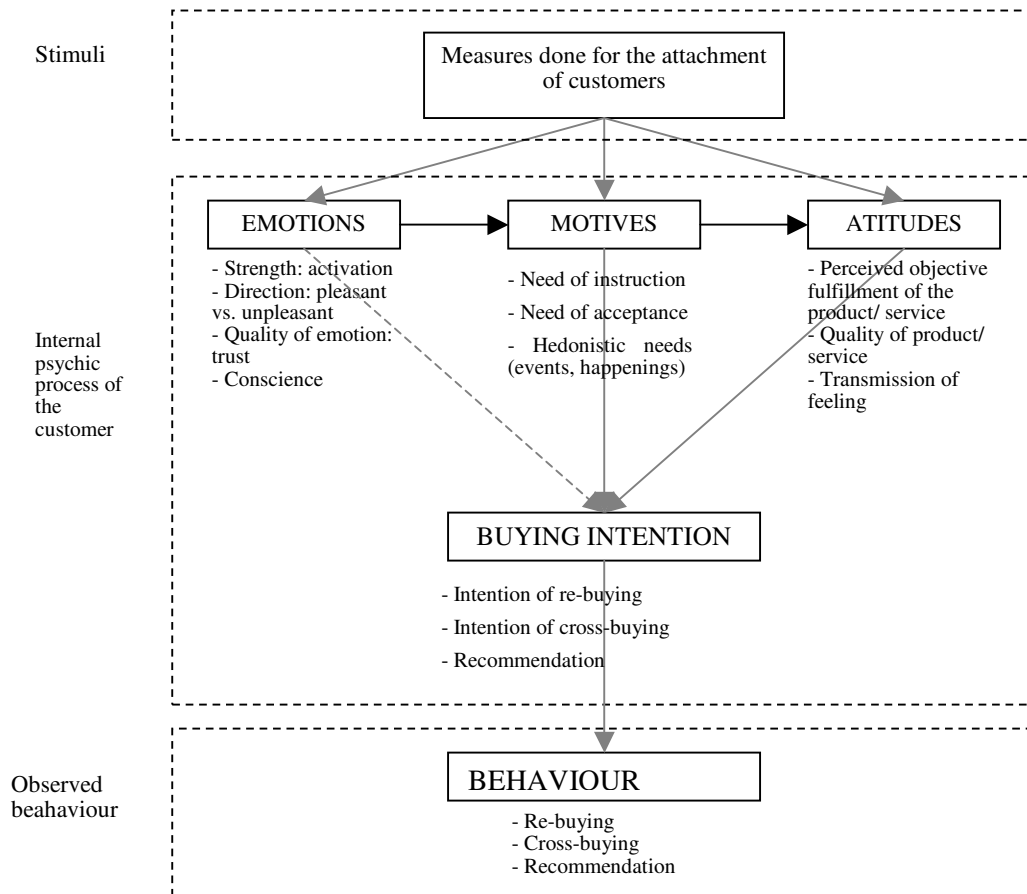 Stimuli
Measures done for the attachment
of customers
EMOTIONS
MOTIVES
ATITUDES
- Strength: activation
- Direction: pleasant
vs. unpleasant
- Quality of emotion:
trust
- Conscience
- Need of instruction
- Need of acceptance
- Hedonistic needs
(events, happenings)
- Perceived objective
fulfillment of the
product/ service
- Quality of product/
service
- Transmission of
feeling
Internal
psychic
process of
the
customer
BUYING INTENTION
- Intention of re-buying
- Intention of cross-buying
- Recommendation
Observed
beahaviour
BEHAVIOUR
- Re-buying
- Cross-buying
- Recommendation